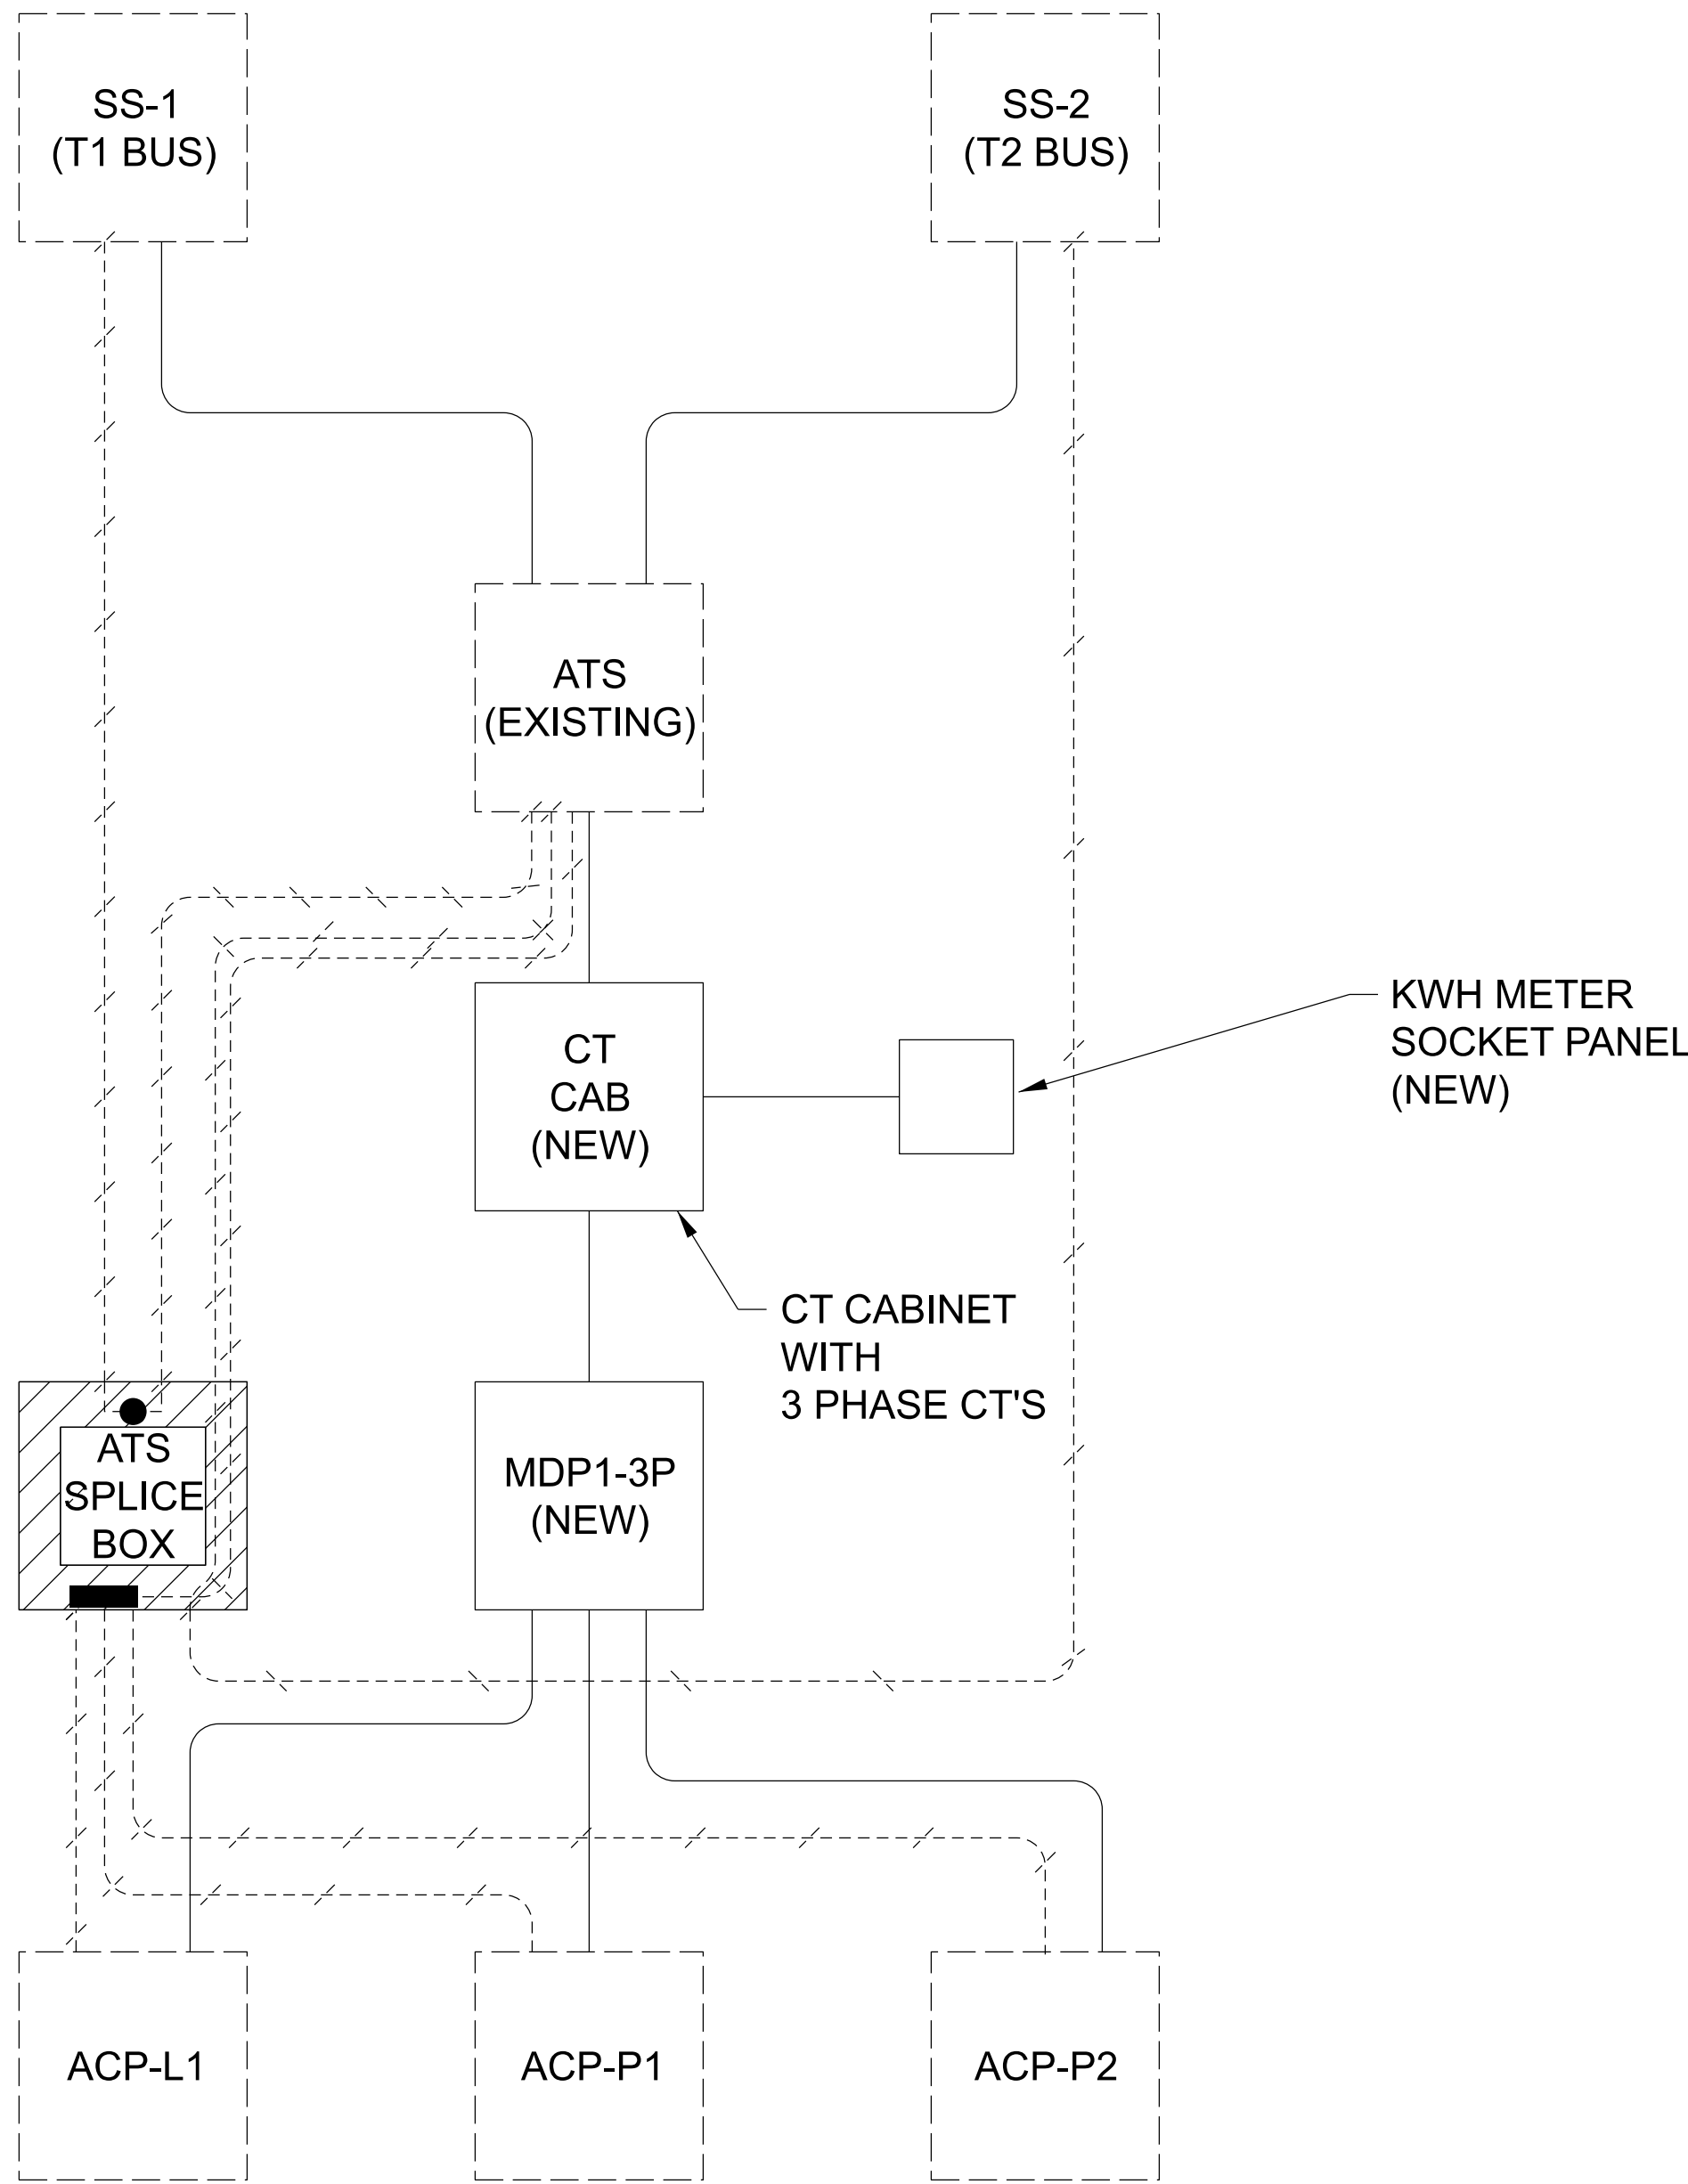 SS-1
(T1 BUS)
SS-2
(T2 BUS)
ATS
(EXISTING)
CT
CAB
(NEW)
KWH METER
SOCKET PANEL
(NEW)
CT CABINET
WITH
3 PHASE CT'S
ATS
SPLICE
BOX
MDP1-3P
(NEW)
ACP-L1
ACP-P1
ACP-P2